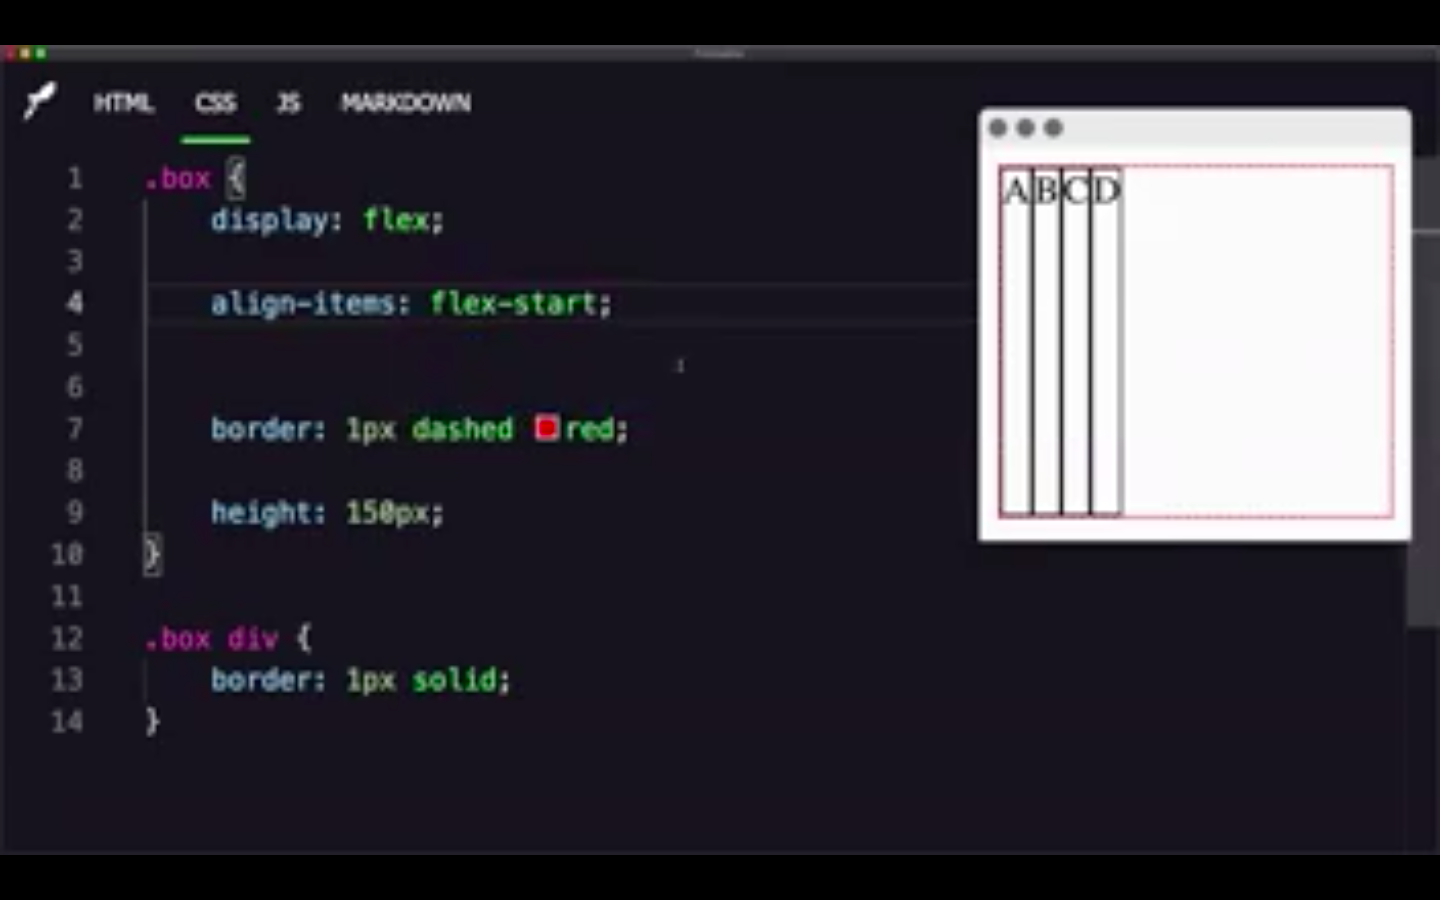 HTML CSS JS MARKDOWN
1 .box {
2 display: flex;
3
4 align-items: flex-start;
5
6
7 border: 1px dashed red;
8
9 height: 150px;
10 }
11
12 .box div {
13 border: 1px solid;
14 }
A B C D